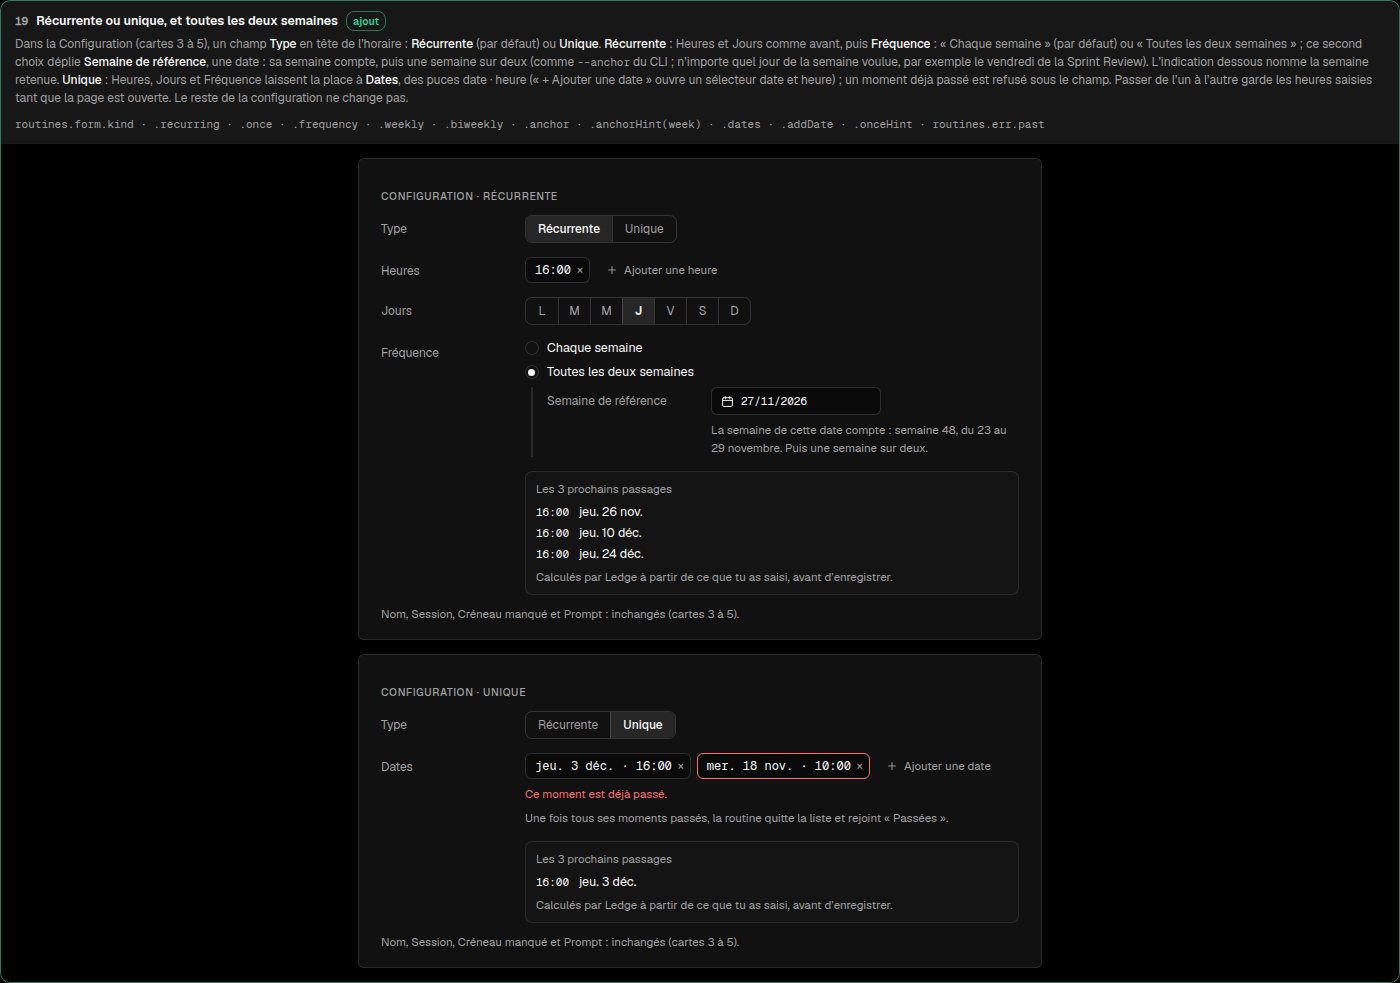 19 Récurrente ou unique, et toutes les deux semaines ajout
Dans la Configuration (cartes 3 à 5), un champ Type en tête de l'horaire : Récurrente (par défaut) ou Unique. Récurrente : Heures et Jours comme avant, puis Fréquence : « Chaque semaine » (par défaut) ou « Toutes les deux semaines » ; ce second
choix déplie Semaine de référence, une date : sa semaine compte, puis une semaine sur deux (comme --anchor du CLI ; n'importe quel jour de la semaine voulue, par exemple le vendredi de la Sprint Review). L'indication dessous nomme la semaine
retenue. Unique : Heures, Jours et Fréquence laissent la place à Dates, des puces date · heure (« + Ajouter une date » ouvre un sélecteur date et heure) ; un moment déjà passé est refusé sous le champ. Passer de l'un à l'autre garde les heures saisies
tant que la page est ouverte. Le reste de la configuration ne change pas.
routines.form.kind · .recurring · .once · .frequency · .weekly · .biweekly · .anchor · .anchorHint(week) · .dates · .addDate · .onceHint · routines.err.past
CONFIGURATION · RÉCURRENTE
Type Récurrente Unique
Heures 16:00 × + Ajouter une heure
Jours L M M J V S D
Fréquence Chaque semaine
Toutes les deux semaines
Semaine de référence 27/11/2026
La semaine de cette date compte : semaine 48, du 23 au
29 novembre. Puis une semaine sur deux.
Les 3 prochains passages
16:00 jeu. 26 nov.
16:00 jeu. 10 déc.
16:00 jeu. 24 déc.
Calculés par Ledge à partir de ce que tu as saisi, avant d'enregistrer.
Nom, Session, Créneau manqué et Prompt : inchangés (cartes 3 à 5).
CONFIGURATION · UNIQUE
Type Récurrente Unique
Dates jeu. 3 déc. · 16:00 × mer. 18 nov. · 10:00 × + Ajouter une date
Ce moment est déjà passé.
Une fois tous ses moments passés, la routine quitte la liste et rejoint « Passées ».
Les 3 prochains passages
16:00 jeu. 3 déc.
Calculés par Ledge à partir de ce que tu as saisi, avant d'enregistrer.
Nom, Session, Créneau manqué et Prompt : inchangés (cartes 3 à 5).